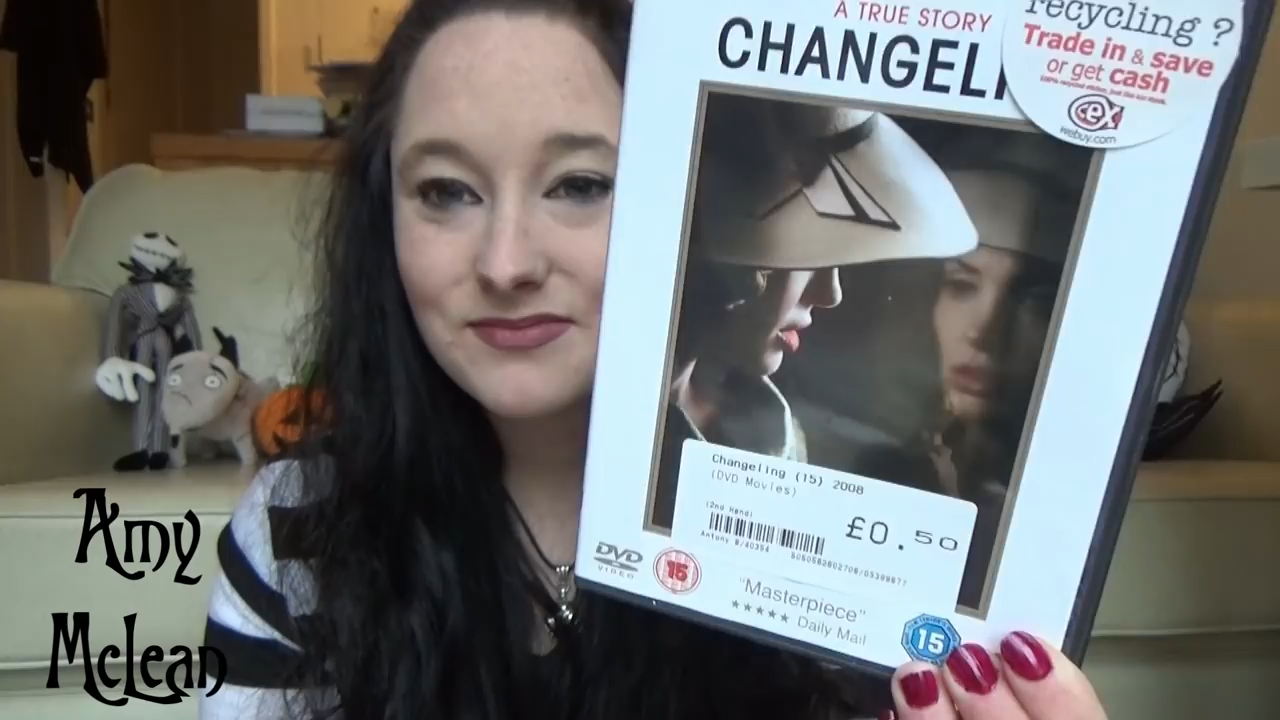 A TRUE STORY
CHANGELI
recycling ?
Trade in & save
or get cash
cex
webuy.com
Changeling (15) 2008
(DVD Movies)
(2nd Hand)
£0.50
DVD
VIDEO
15
"Masterpiece"
★★★★★ Daily Mail
15
Amy
McLean